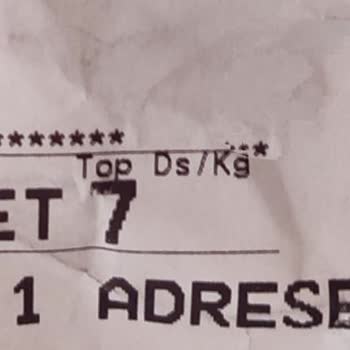 *******
Top Ds/Kg
ET 7
1 ADRESE